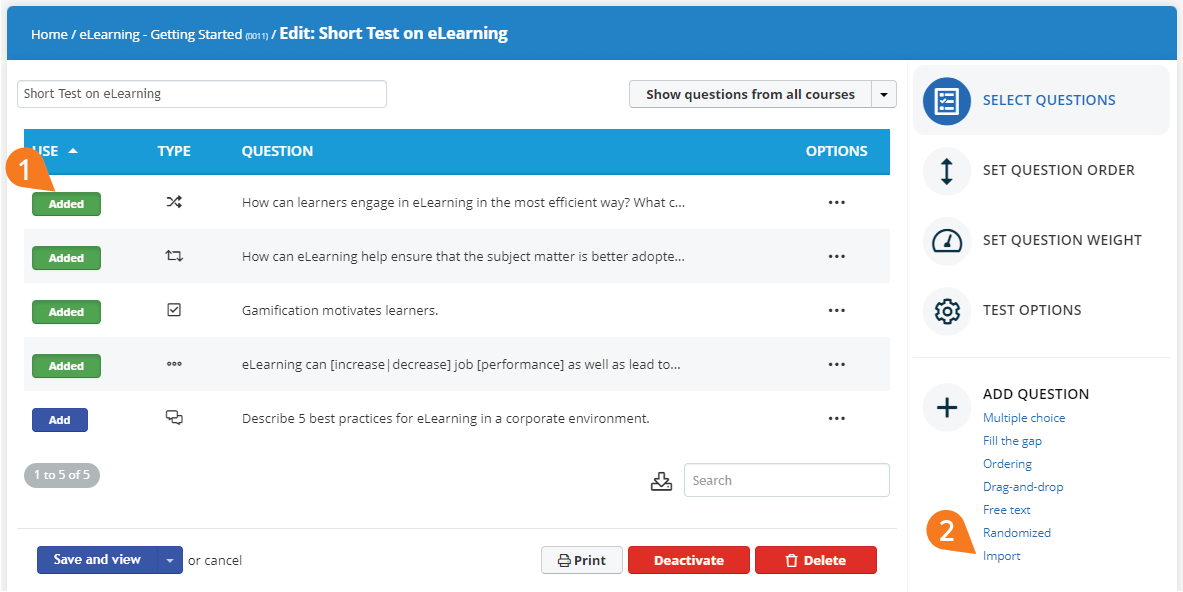 Home / eLearning - Getting Started (0011) / Edit: Short Test on eLearning
Short Test on eLearning
Show questions from all courses
USE TYPE QUESTION OPTIONS
1
Added How can learners engage in eLearning in the most efficient way? What c...
Added How can eLearning help ensure that the subject matter is better adopte...
Added Gamification motivates learners.
Added eLearning can [increase|decrease] job [performance] as well as lead to...
Add Describe 5 best practices for eLearning in a corporate environment.
1 to 5 of 5
Search
Save and view or cancel
Print
Deactivate
Delete
SELECT QUESTIONS
SET QUESTION ORDER
SET QUESTION WEIGHT
TEST OPTIONS
ADD QUESTION
Multiple choice
Fill the gap
Ordering
Drag-and-drop
Free text
Randomized
2
Import